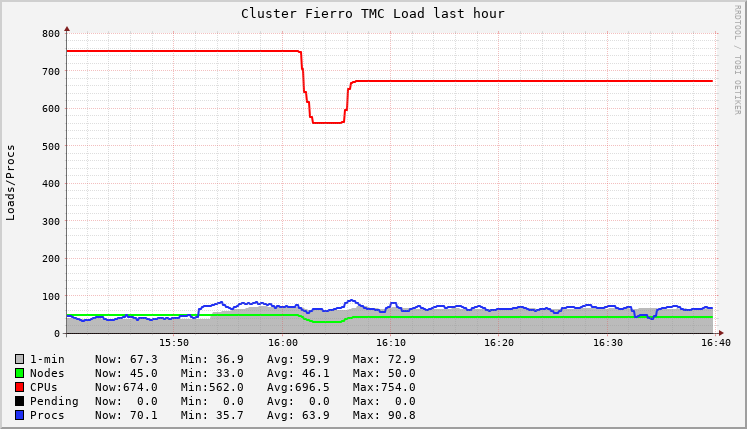 Cluster Fierro TMC Load last hour
RRDTOOL / TOBI OETIKER
Loads/Procs
800
700
600
500
400
300
200
100
0
15:50 16:00 16:10 16:20 16:30 16:40
1-min Now: 67.3 Min: 36.9 Avg: 59.9 Max: 72.9
Nodes Now: 45.0 Min: 33.0 Avg: 46.1 Max: 50.0
CPUs Now:674.0 Min:562.0 Avg:696.5 Max:754.0
Pending Now: 0.0 Min: 0.0 Avg: 0.0 Max: 0.0
Procs Now: 70.1 Min: 35.7 Avg: 63.9 Max: 90.8